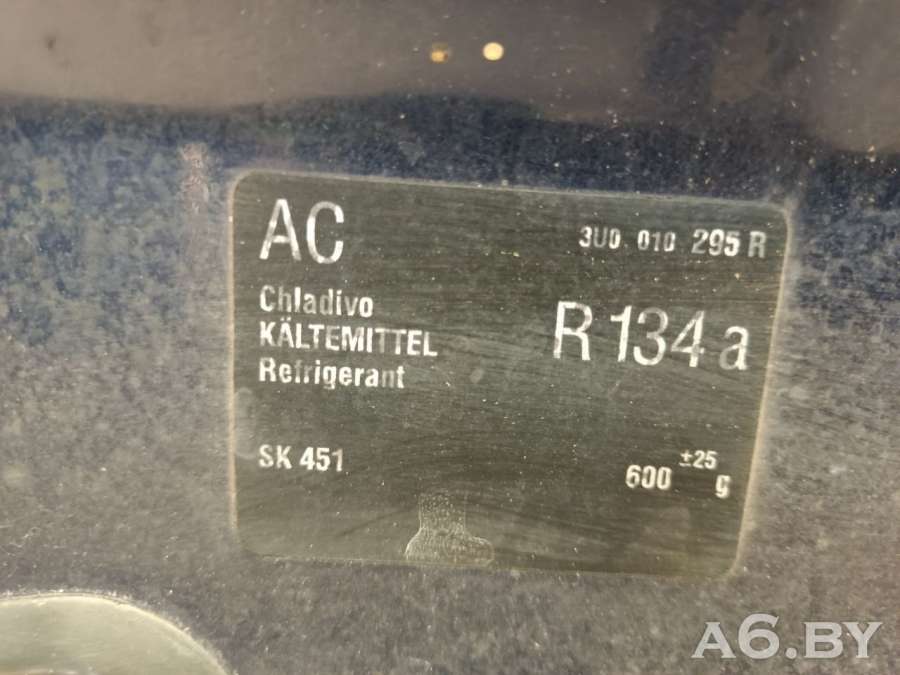 AC
3U0 010 295 R
Chladivo
KÄLTEMITTEL
Refrigerant
R 134 a
SK 451
600 ±25 g
A6.BY